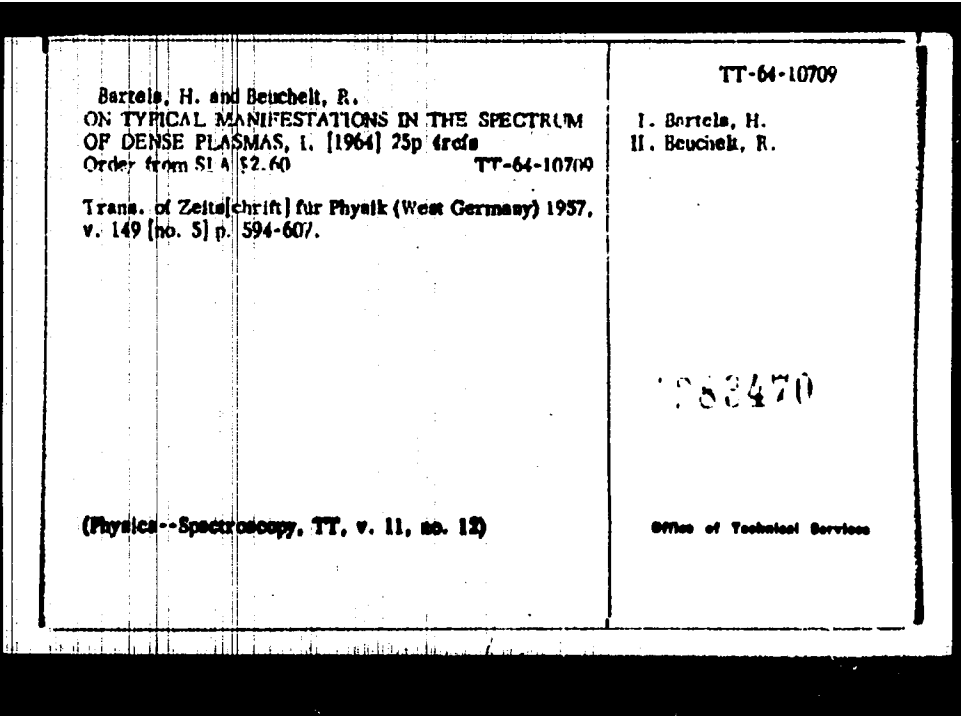 Bartels, H. and Beuchelt, R.
ON TYPICAL MANIFESTATIONS IN THE SPECTRUM
OF DENSE PLASMAS, I. [1964] 25p 4refs
Order from SLA $2.60 TT-64-10709
Trans. of Zeits[chrift] für Physik (West Germany) 1957,
v. 149 [no. 5] p. 594-607.
(Physics--Spectroscopy, TT, v. 11, no. 12)
TT-64-10709
I. Bartels, H.
II. Beuchelt, R.
Office of Technical Services